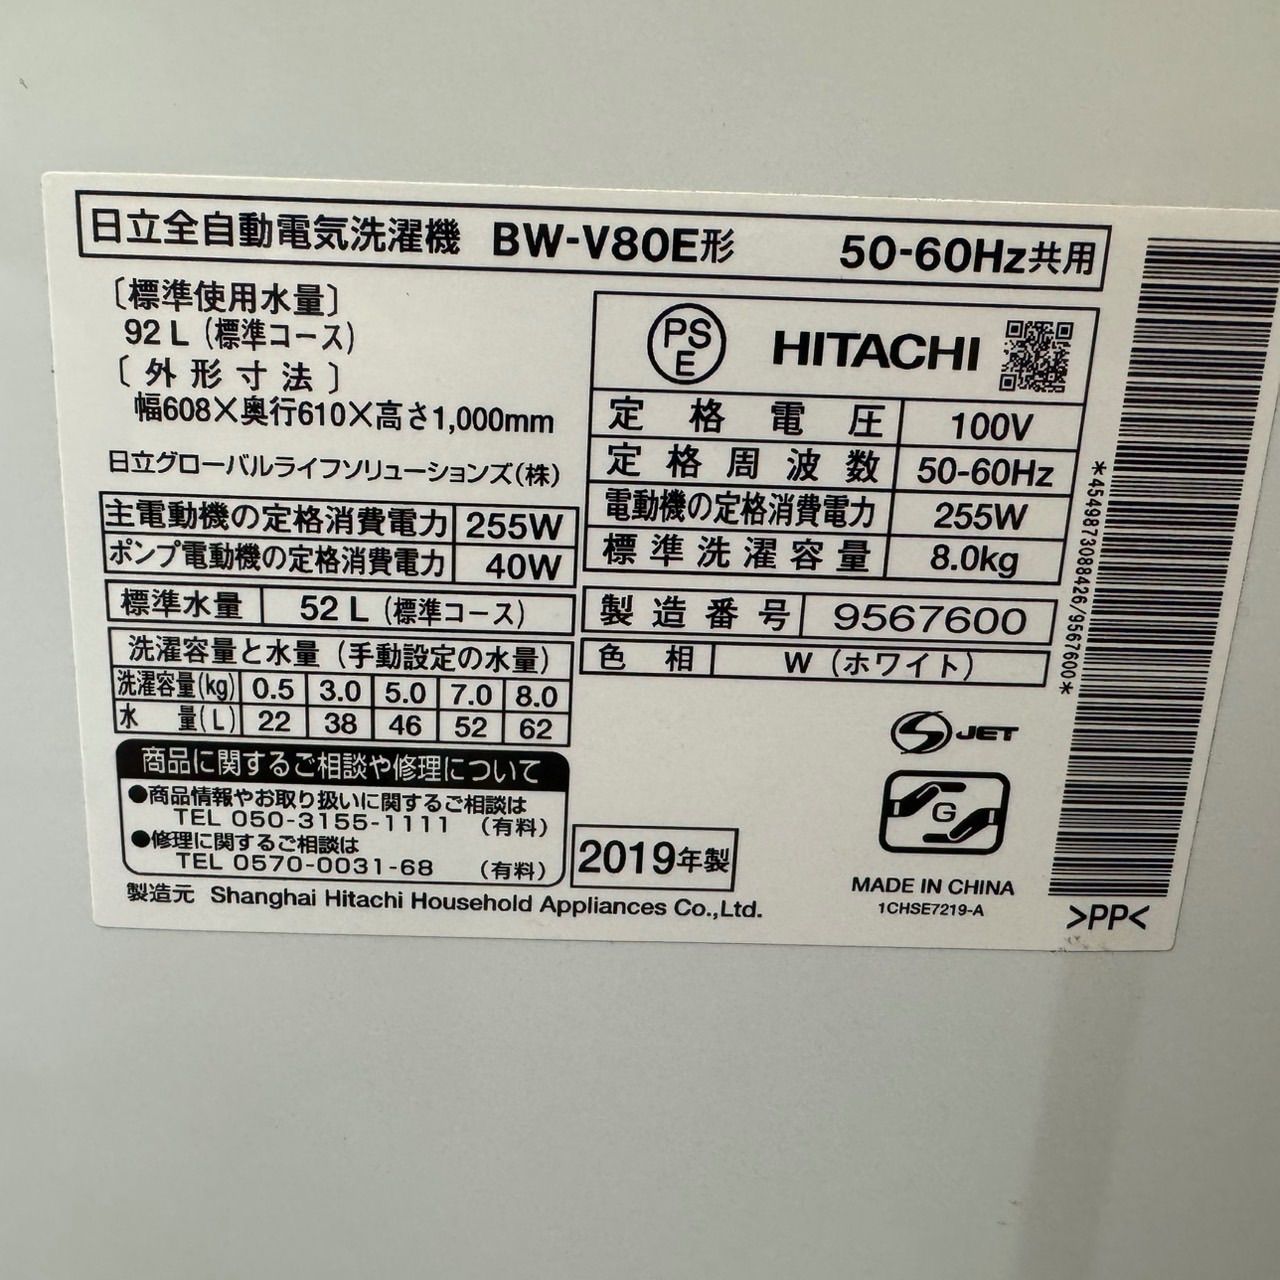 日立全自動電気洗濯機 BW-V80E形 50-60Hz共用
〔標準使用水量〕
92 L (標準コース)
〔外形寸法〕
幅608×奥行610×高さ1,000mm
日立グローバルライフソリューションズ(株)
主電動機の定格消費電力 255W
ポンプ電動機の定格消費電力 40W
標準水量 52 L (標準コース)
洗濯容量と水量 (手動設定の水量)
洗濯容量(kg) 0.5 3.0 5.0 7.0 8.0
水量(L) 22 38 46 52 62
商品に関するご相談や修理について
●商品情報やお取り扱いに関するご相談は
TEL 050-3155-1111 (有料)
●修理に関するご相談は
TEL 0570-0031-68 (有料)
製造元 Shanghai Hitachi Household Appliances Co.,Ltd.
PS
E
HITACHI
定格電圧 100V
定格周波数 50-60Hz
電動機の定格消費電力 255W
標準洗濯容量 8.0kg
製造番号 9567600
色相 W (ホワイト)
S JET
G
2019年製
MADE IN CHINA
1CHSE7219-A
*4549873088426/9567600*
>PP<